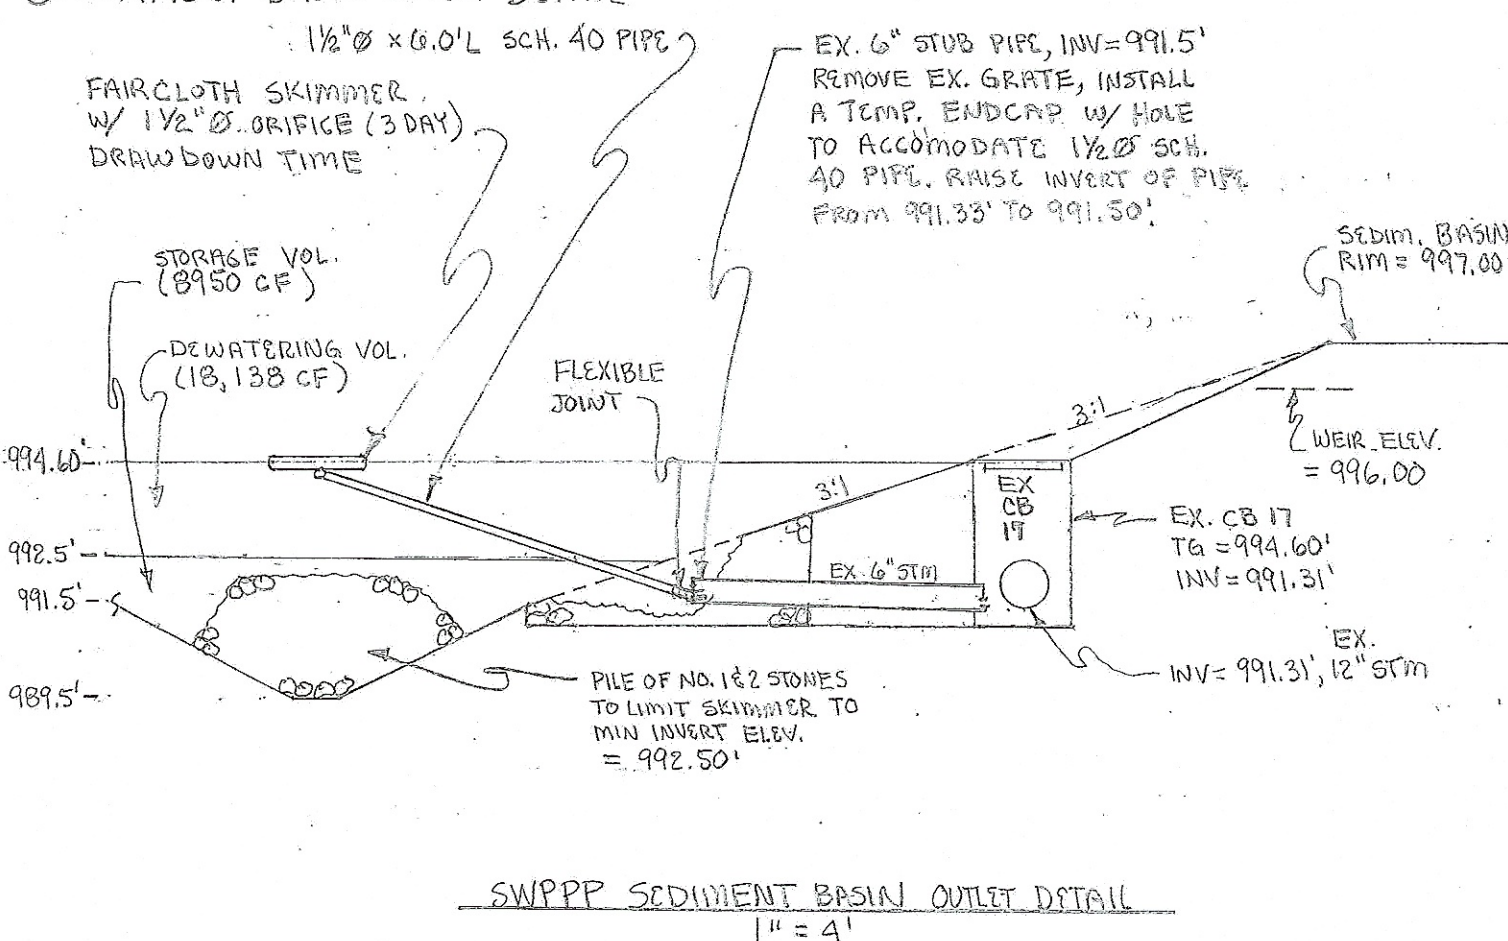 1½"Ø x 6.0'L SCH. 40 PIPE
FAIRCLOTH SKIMMER
W/ 1½"Ø ORIFICE (3 DAY)
DRAWDOWN TIME
EX. 6" STUB PIPE, INV=991.5'
REMOVE EX. GRATE, INSTALL
A TEMP. ENDCAP W/ HOLE
TO ACCOMODATE 1½Ø SCH.
40 PIPE. RAISE INVERT OF PIPE
FROM 991.33' TO 991.50'.
STORAGE VOL.
(8950 CF)
DEWATERING VOL.
(18,138 CF)
FLEXIBLE
JOINT
SEDIM. BASIN
RIM = 997.00
3:1
3:1
WEIR ELEV.
= 996.00
994.60'
992.5'
991.5'
989.5'
EX
CB
17
EX. 6" STM
EX. CB 17
TG = 994.60'
INV = 991.31'
EX.
INV = 991.31', 12" STM
PILE OF NO. 1 & 2 STONES
TO LIMIT SKIMMER TO
MIN INVERT ELEV.
= 992.50'
SWPPP SEDIMENT BASIN OUTLET DETAIL
1" = 4'